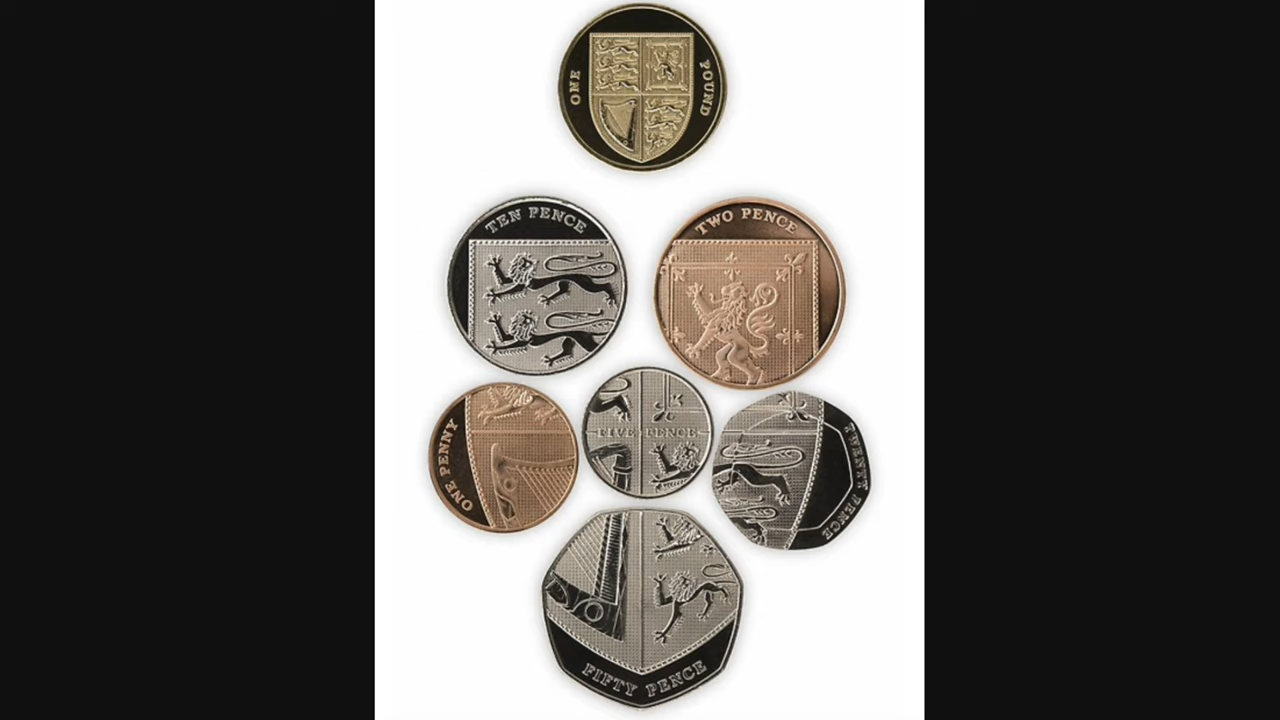 ONE POUND
TEN PENCE
TWO PENCE
ONE PENNY
FIVE PENCE
TWENTY PENCE
FIFTY PENCE